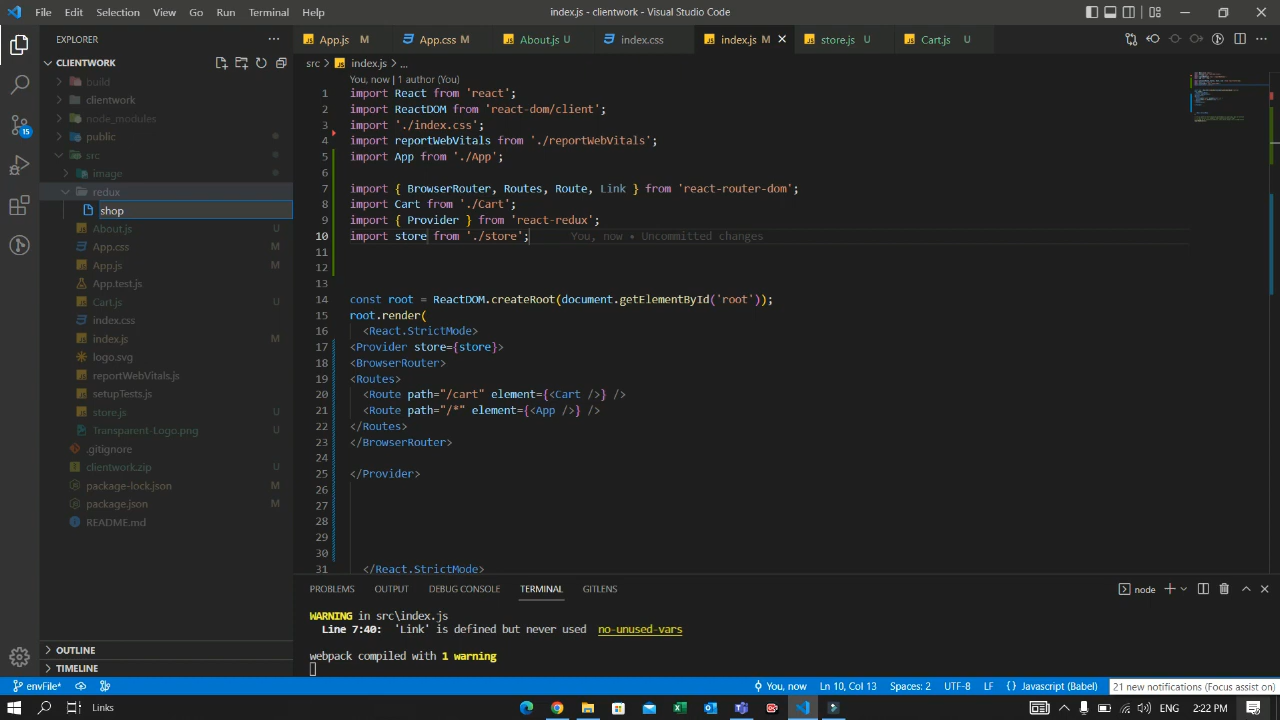 File Edit Selection View Go Run Terminal Help
index.js - clientwork - Visual Studio Code
EXPLORER
App.js M
App.css M
About.js U
index.css
index.js M
store.js U
Cart.js U
CLIENTWORK
build
clientwork
node_modules
public
src
image
redux
shop
About.js U
App.css M
App.js M
App.test.js
Cart.js U
index.css
index.js M
logo.svg
reportWebVitals.js
setupTests.js
store.js U
Transparent-Logo.png U
.gitignore
clientwork.zip U
package-lock.json M
package.json M
README.md
OUTLINE
TIMELINE
15
src > index.js > ...
You, now | 1 author (You)
1 import React from 'react';
2 import ReactDOM from 'react-dom/client';
3 import './index.css';
4 import reportWebVitals from './reportWebVitals';
5 import App from './App';
6
7 import { BrowserRouter, Routes, Route, Link } from 'react-router-dom';
8 import Cart from './Cart';
9 import { Provider } from 'react-redux';
10 import store from './store'; You, now • Uncommitted changes
11
12
13
14 const root = ReactDOM.createRoot(document.getElementById('root'));
15 root.render(
16 <React.StrictMode>
17 <Provider store={store}>
18 <BrowserRouter>
19 <Routes>
20 <Route path="/cart" element={<Cart />} />
21 <Route path="/*" element={<App />} />
22 </Routes>
23 </BrowserRouter>
24
25 </Provider>
26
27
28
29
30
31 </React.StrictMode>
PROBLEMS OUTPUT DEBUG CONSOLE TERMINAL GITLENS
node
WARNING in src\index.js
Line 7:40: 'Link' is defined but never used no-unused-vars
webpack compiled with 1 warning
envFile*
You, now Ln 10, Col 13 Spaces: 2 UTF-8 LF { } Javascript (Babel)
21 new notifications (Focus assist on)
Links
ENG 2:22 PM